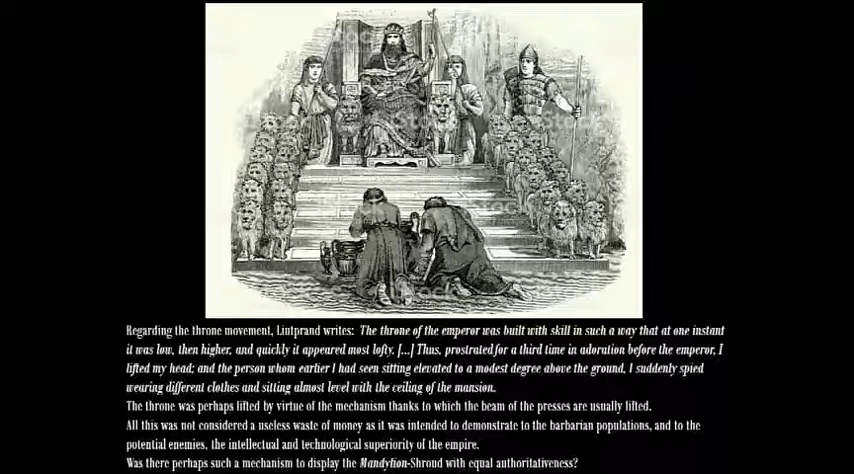 Regarding the throne movement, Liutprand writes: The throne of the emperor was built with skill in such a way that at one instant
it was low, then higher, and quickly it appeared most lofty. [...] Thus, prostrated for a third time in adoration before the emperor, I
lifted my head; and the person whom earlier I had seen sitting elevated to a modest degree above the ground, I suddenly spied
wearing different clothes and sitting almost level with the ceiling of the mansion.
The throne was perhaps lifted by virtue of the mechanism thanks to which the beam of the presses are usually lifted.
All this was not considered a useless waste of money as it was intended to demonstrate to the barbarian populations, and to the
potential enemies, the intellectual and technological superiority of the empire.
Was there perhaps such a mechanism to display the Mandylion-Shroud with equal authoritativeness?